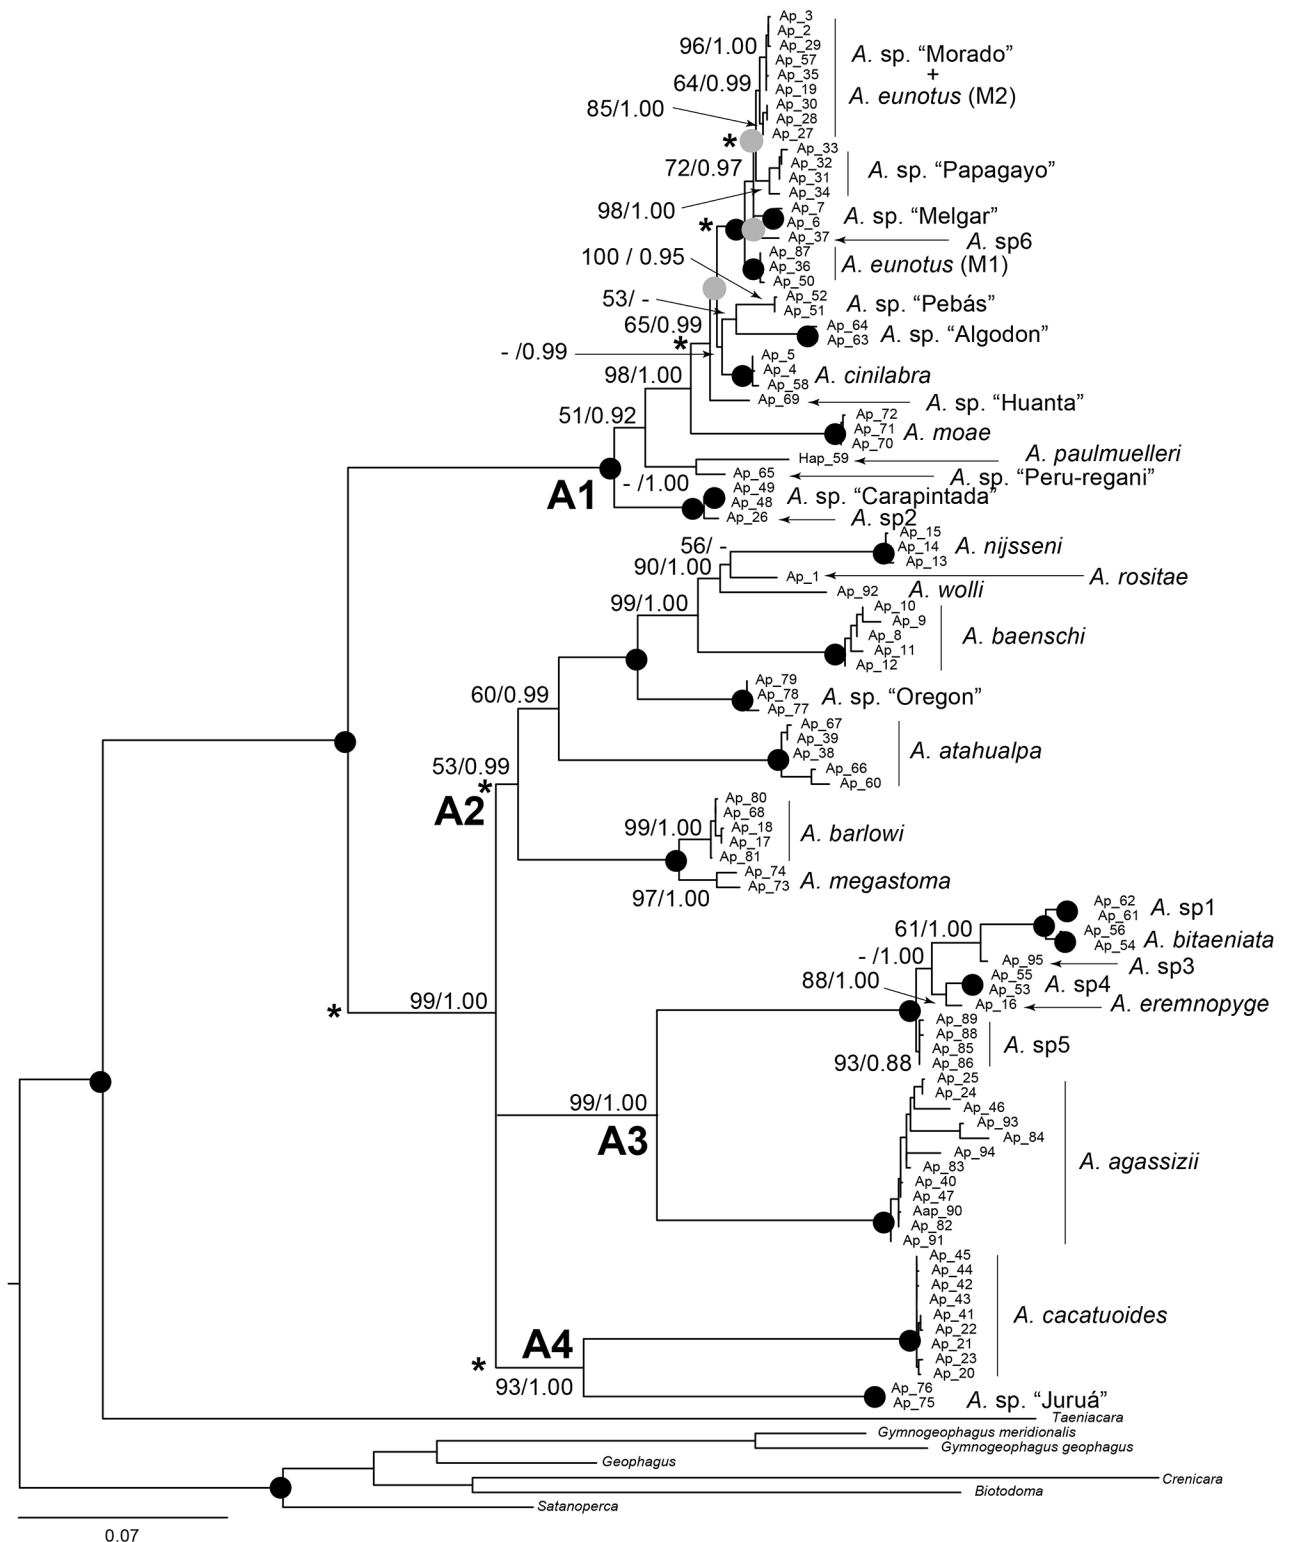 Ap_3
Ap_2
96/1.00
Ap_29
A. sp. “Morado”
Ap_57
+
Ap_35
64/0.99
Ap_19
A. eunotus (M2)
Ap_30
85/1.00
Ap_28
Ap_27
*
Ap_33
Ap_32
72/0.97
A. sp. “Papagayo”
Ap_31
Ap_34
98/1.00
Ap_7
A. sp. “Melgar”
Ap_6
*
Ap_37
A. sp6
Ap_87
100 / 0.95
Ap_36
A. eunotus (M1)
Ap_50
Ap_52
53/ -
A. sp. “Pebás”
Ap_51
65/0.99
Ap_64
A. sp. “Algodon”
Ap_63
*
- /0.99
Ap_5
Ap_4
98/1.00
A. cinilabra
Ap_58
Ap_69
A. sp. “Huanta”
51/0.92
Ap_72
Ap_71
A. moae
Ap_70
Hap_59
A. paulmuelleri
Ap_65
A. sp. “Peru-regani”
- /1.00
A1
Ap_49
A. sp. “Carapintada”
Ap_48
Ap_26
A. sp2
Ap_15
56/ -
Ap_14
A. nijsseni
Ap_13
90/1.00
Ap_1
A. rositae
Ap_92
A. wolli
99/1.00
Ap_10
Ap_9
Ap_8
A. baenschi
Ap_11
Ap_12
Ap_79
60/0.99
Ap_78
A. sp. “Oregon”
Ap_77
Ap_67
Ap_39
Ap_38
A. atahualpa
53/0.99
Ap_66
*
Ap_60
A2
Ap_80
Ap_68
99/1.00
Ap_18
A. barlowi
Ap_17
Ap_81
Ap_74
A. megastoma
Ap_73
97/1.00
Ap_62
A. sp1
Ap_61
61/1.00
Ap_56
A. bitaeniata
Ap_54
- /1.00
Ap_95
A. sp3
88/1.00
Ap_55
A. sp4
Ap_53
99/1.00
Ap_16
A. eremnopyge
*
Ap_89
Ap_88
Ap_85
A. sp5
93/0.88
Ap_86
Ap_25
Ap_24
99/1.00
Ap_46
Ap_93
A3
Ap_84
Ap_94
A. agassizii
Ap_83
Ap_40
Ap_47
Aap_90
Ap_82
Ap_91
Ap_45
Ap_44
Ap_42
Ap_43
Ap_41
A. cacatuoides
Ap_22
A4
Ap_21
*
Ap_23
Ap_20
93/1.00
Ap_76
A. sp. “Juruá”
Ap_75
Taeniacara
Gymnogeophagus meridionalis
Gymnogeophagus geophagus
Geophagus
Crenicara
Biotodoma
Satanoperca
0.07